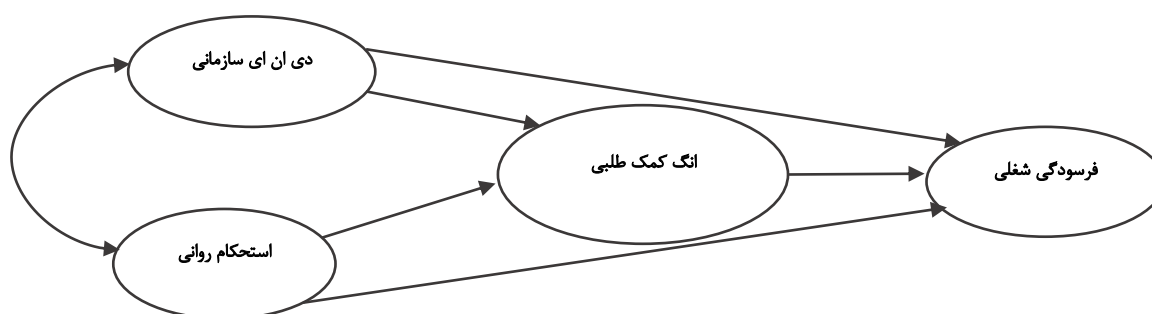 دی ان ای سازمانی
انگ کمک طلبی
فرسودگی شغلی
استحکام روانی